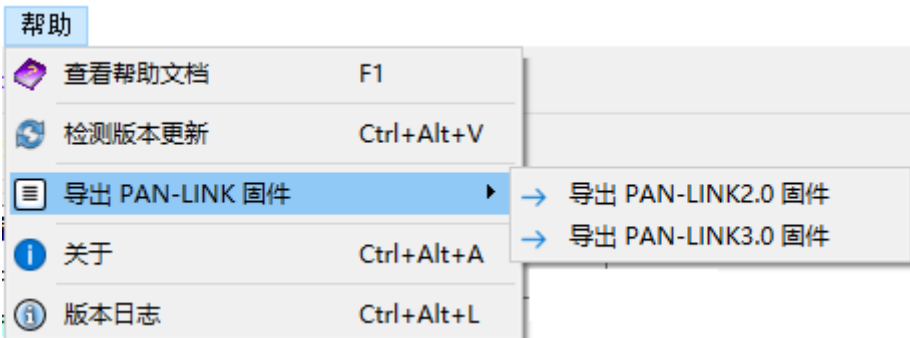 帮助
查看帮助文档 F1
检测版本更新 Ctrl+Alt+V
导出 PAN-LINK 固件
导出 PAN-LINK2.0 固件
导出 PAN-LINK3.0 固件
关于 Ctrl+Alt+A
版本日志 Ctrl+Alt+L